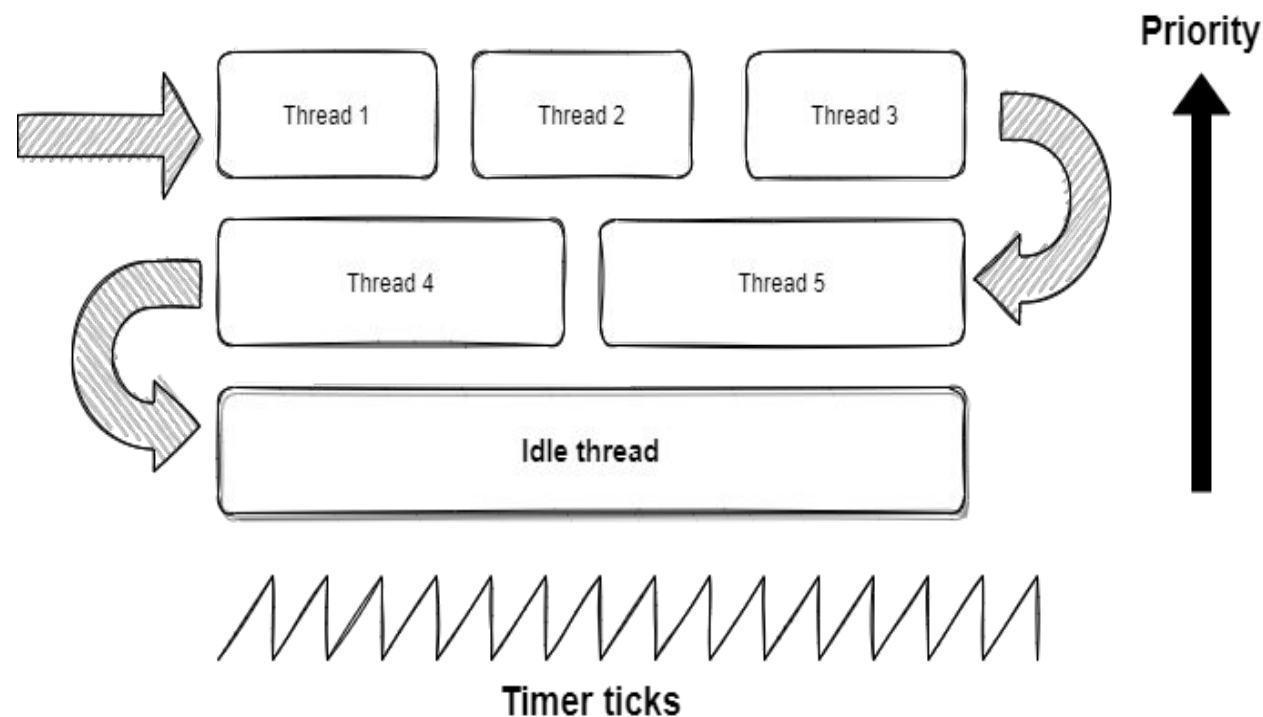 Priority
Thread 1
Thread 2
Thread 3
Thread 4
Thread 5
Idle thread
Timer ticks